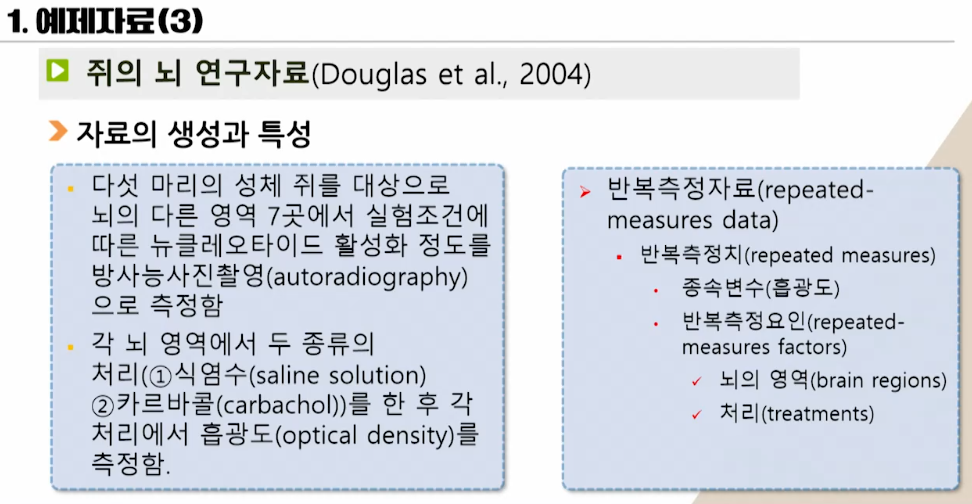 1. 예제자료(3)
쥐의 뇌 연구자료(Douglas et al., 2004)
자료의 생성과 특성
다섯 마리의 성체 쥐를 대상으로
뇌의 다른 영역 7곳에서 실험조건에
따른 뉴클레오타이드 활성화 정도를
방사능사진촬영(autoradiography)
으로 측정함
각 뇌 영역에서 두 종류의
처리(①식염수(saline solution)
②카르바콜(carbachol))를 한 후 각
처리에서 흡광도(optical density)를
측정함.
반복측정자료(repeated-
measures data)
반복측정치(repeated measures)
종속변수(흡광도)
반복측정요인(repeated-
measures factors)
뇌의 영역(brain regions)
처리(treatments)